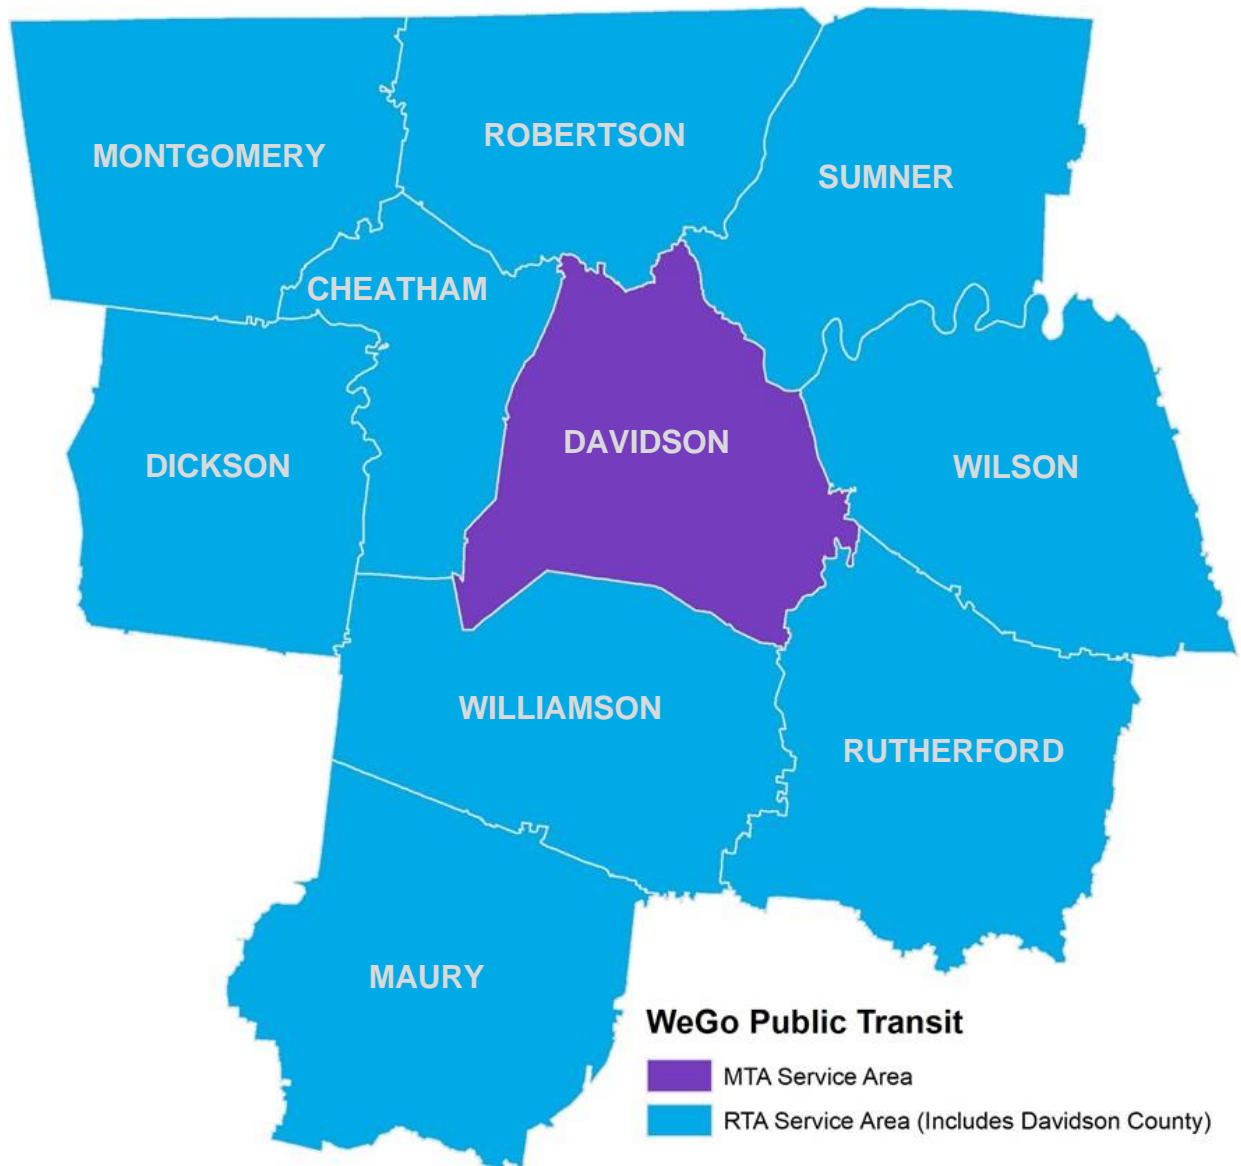 ROBERTSON
MONTGOMERY
SUMNER
CHEATHAM
DAVIDSON
DICKSON
WILSON
WILLIAMSON
RUTHERFORD
MAURY
WeGo Public Transit
MTA Service Area
RTA Service Area (Includes Davidson County)